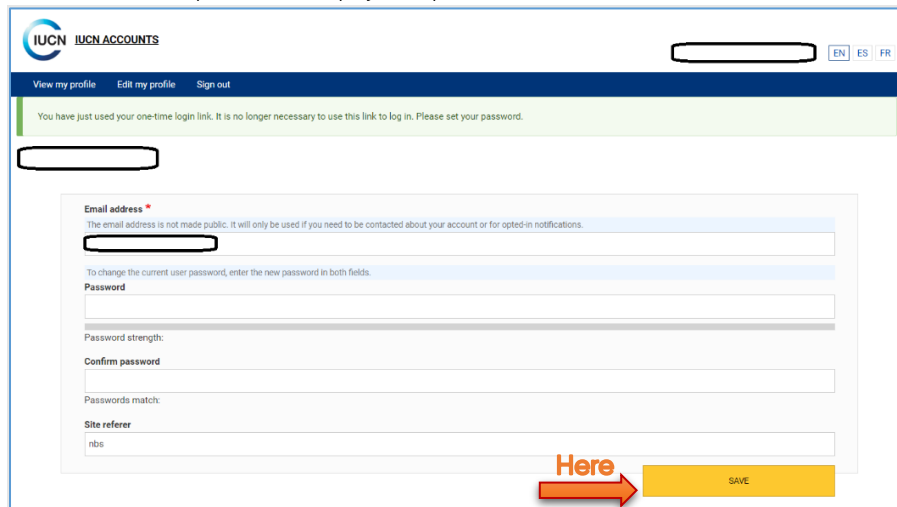 IUCN IUCN ACCOUNTS
EN ES FR
View my profile Edit my profile Sign out
You have just used your one-time login link. It is no longer necessary to use this link to log in. Please set your password.
Email address *
The email address is not made public. It will only be used if you need to be contacted about your account or for opted-in notifications.
To change the current user password, enter the new password in both fields.
Password
Password strength:
Confirm password
Passwords match:
Site referer
nbs
Here
SAVE